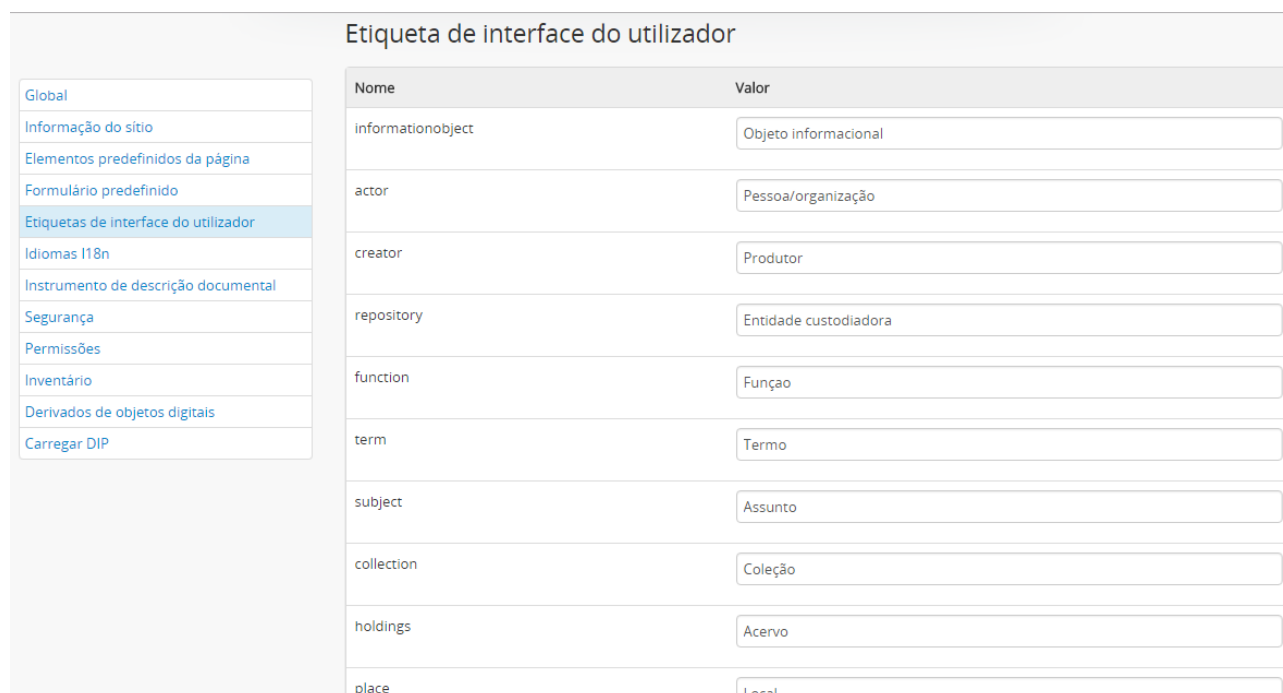 Etiqueta de interface do utilizador
Global
Informação do sítio
Elementos predefinidos da página
Formulário predefinido
Etiquetas de interface do utilizador
Idiomas I18n
Instrumento de descrição documental
Segurança
Permissões
Inventário
Derivados de objetos digitais
Carregar DIP
Nome Valor
informationobject Objeto informacional
actor Pessoa/organização
creator Produtor
repository Entidade custodiadora
function Funçao
term Termo
subject Assunto
collection Coleção
holdings Acervo
place Local